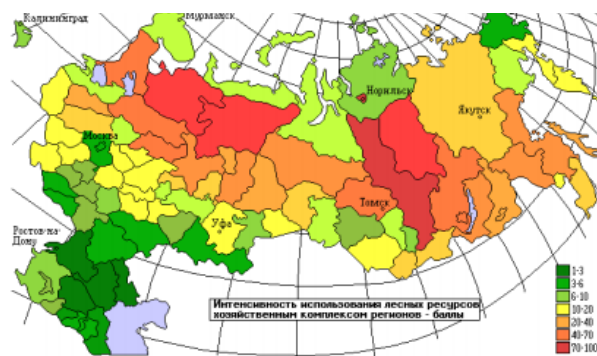 Калининград
Мурманск
Норильск
Якутск
Москва
Томск
Уфа
Ростов-на-
Дону
Интенсивность использования лесных ресурсов
хозяйственным комплексом регионов - баллы
1-3
3-6
6-10
10-20
20-40
40-70
70-100